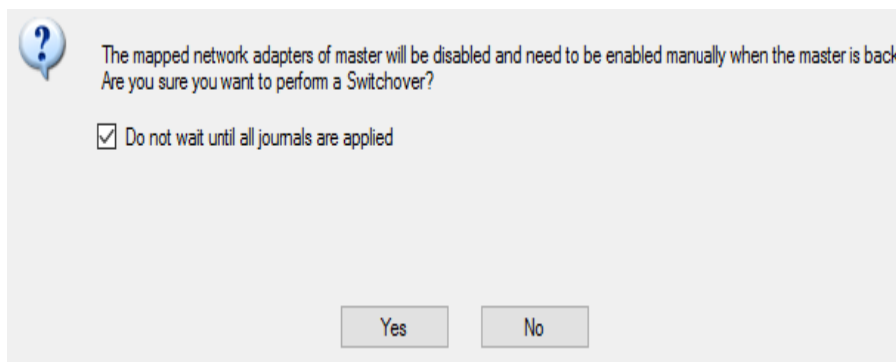 The mapped network adapters of master will be disabled and need to be enabled manually when the master is back
Are you sure you want to perform a Switchover?
Do not wait until all journals are applied
Yes
No